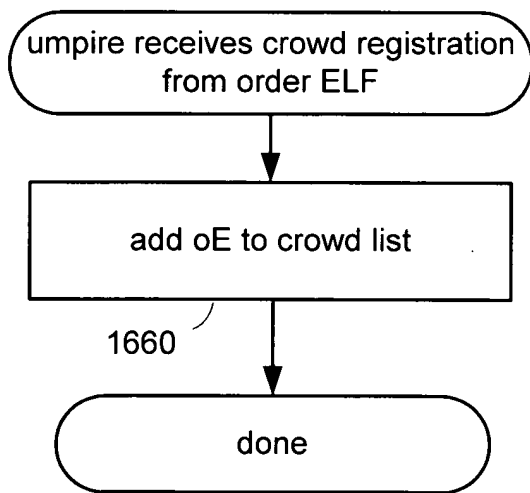 umpire receives crowd registration
from order ELF
add oE to crowd list
1660
done